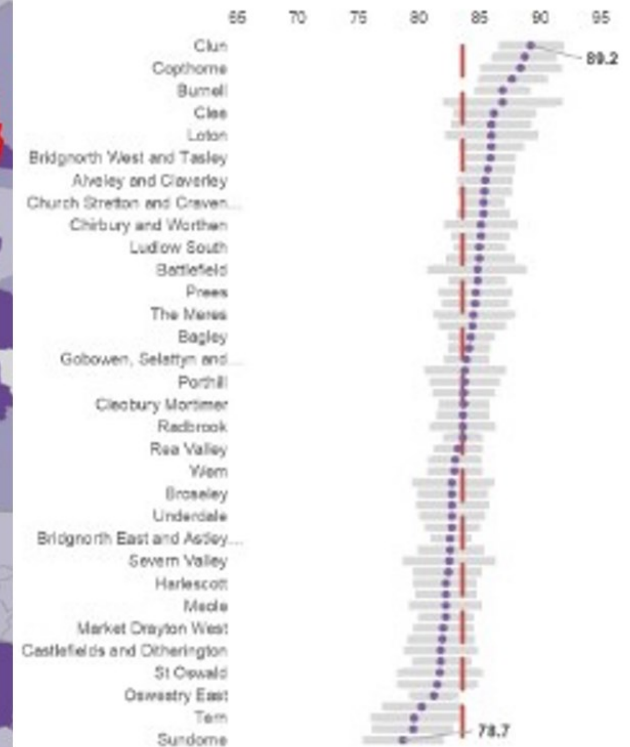 65 70 75 80 85 90 95
Clun
89.2
Copthorne
Burnell
Clee
Loton
Bridgnorth West and Tasley
Alveley and Claverley
Church Stretton and Craven...
Chirbury and Worthen
Ludlow South
Battlefield
Prees
The Meres
Bagley
Gobowen, Selattyn and...
Porthill
Cleobury Mortimer
Radbrook
Rea Valley
Wem
Broseley
Underdale
Bridgnorth East and Astley...
Severn Valley
Harlescott
Meole
Market Drayton West
Castlefields and Ditherington
St Oswald
Oswestry East
Tern
78.7
Sundorne